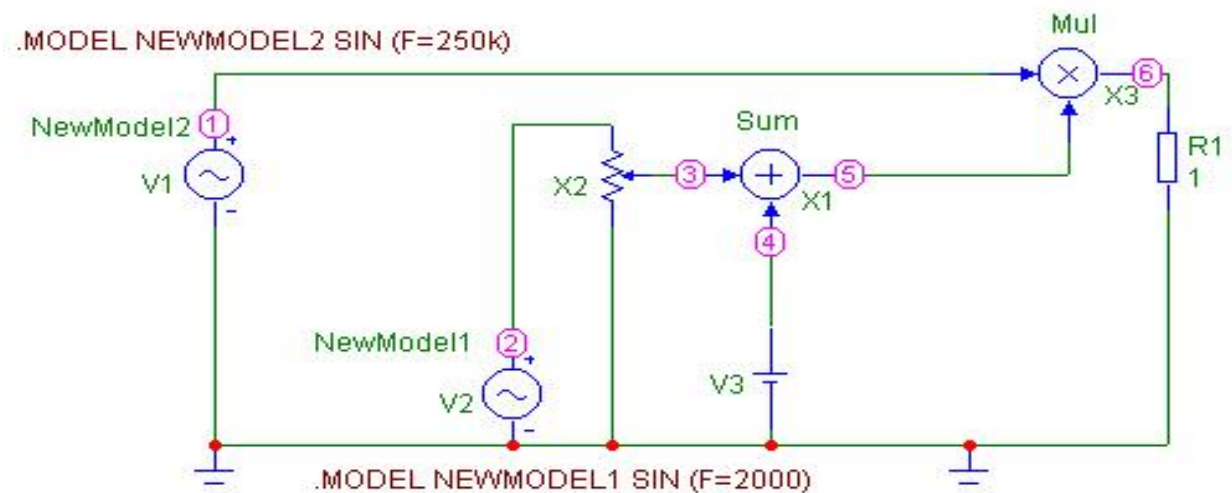 Mul
.MODEL NEWMODEL2 SIN (F=250k)
6
X3
NewModel2 1
+
Sum
R1
1
V1
X2
3
5
X1
-
4
NewModel1 2
+
V3
V2
-
.MODEL NEWMODEL1 SIN (F=2000)